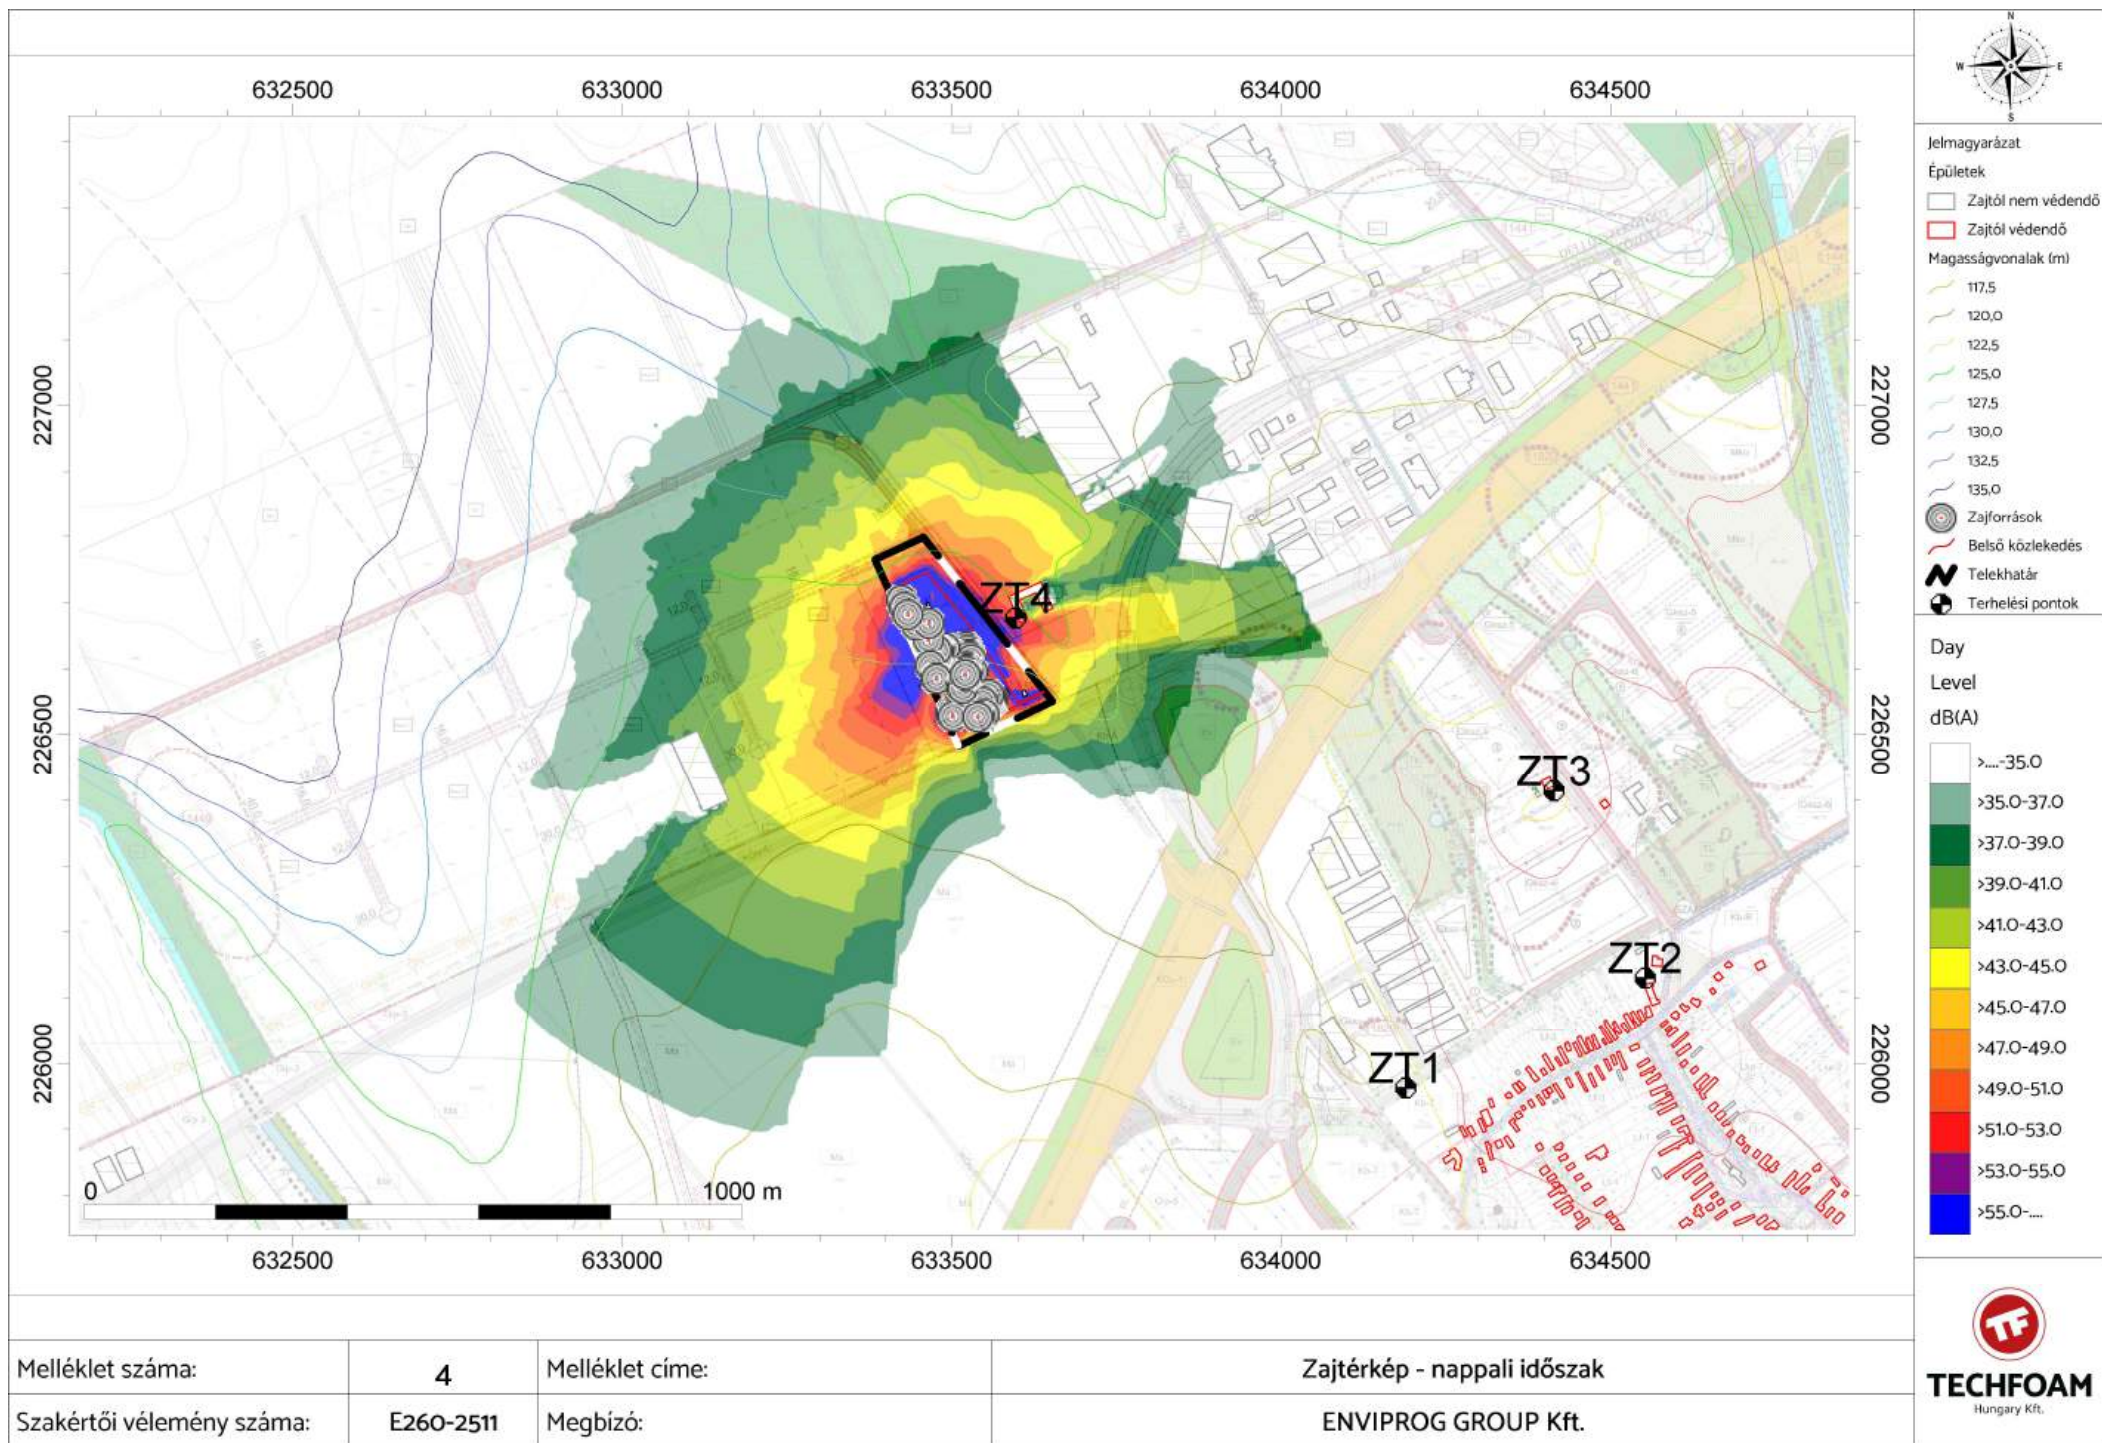 632500 633000 633500 634000 634500
227000
226500
226000
227000
226500
226000
ZT4
ZT3
ZT2
ZT1
0 1000 m
632500 633000 633500 634000 634500
N
W E
S
Jelmagyarázat
Épületek
Zajtól nem védendő
Zajtól védendő
Magasságvonalak (m)
117,5
120,0
122,5
125,0
127,5
130,0
132,5
135,0
Zajforrások
Belső közlekedés
Telekhatár
Terhelési pontok
Day
Level
dB(A)
>....-35.0
>35.0-37.0
>37.0-39.0
>39.0-41.0
>41.0-43.0
>43.0-45.0
>45.0-47.0
>47.0-49.0
>49.0-51.0
>51.0-53.0
>53.0-55.0
>55.0-....
TF
TECHFOAM
Hungary Kft.
Melléklet száma: 4 Melléklet címe: Zajtérkép - nappali időszak
Szakértői vélemény száma: E260-2511 Megbízó: ENVIPROG GROUP Kft.